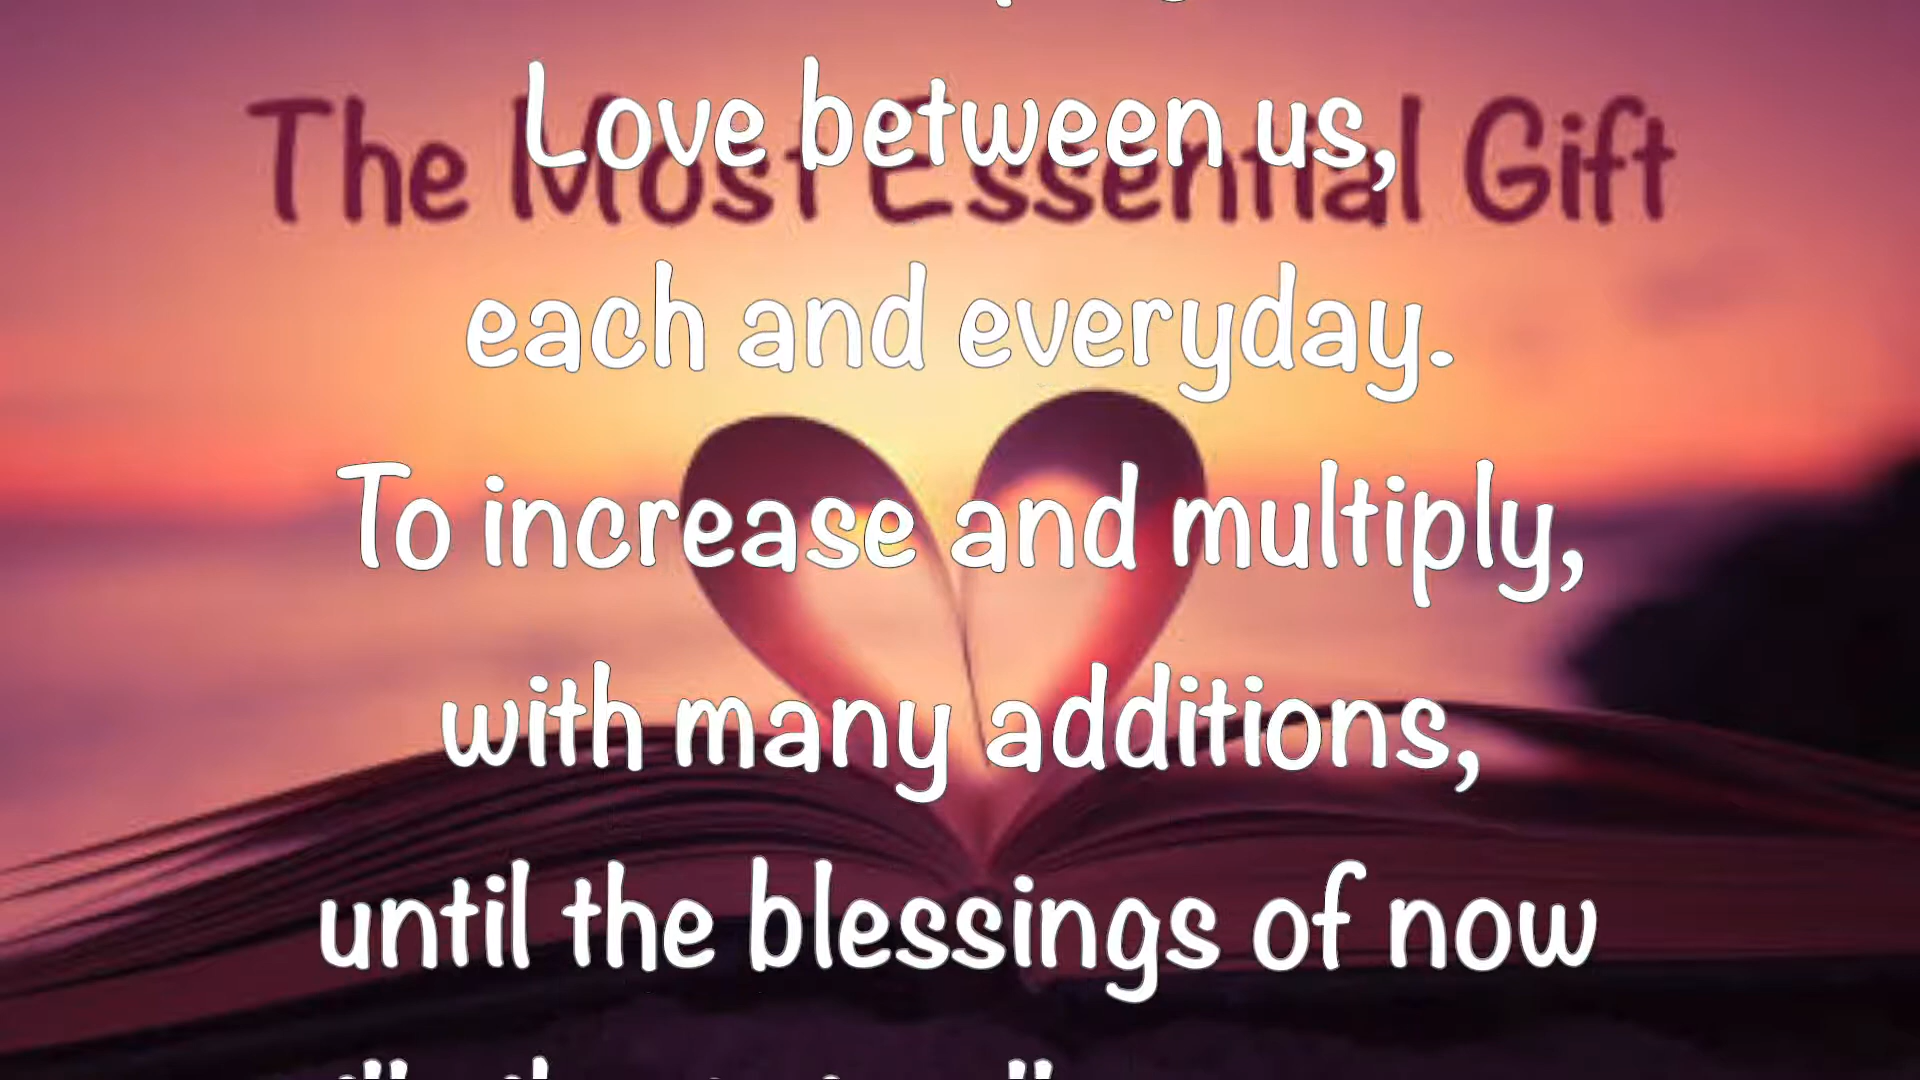 The Most Essential Gift
Love between us,
each and everyday.
To increase and multiply,
with many additions,
until the blessings of now